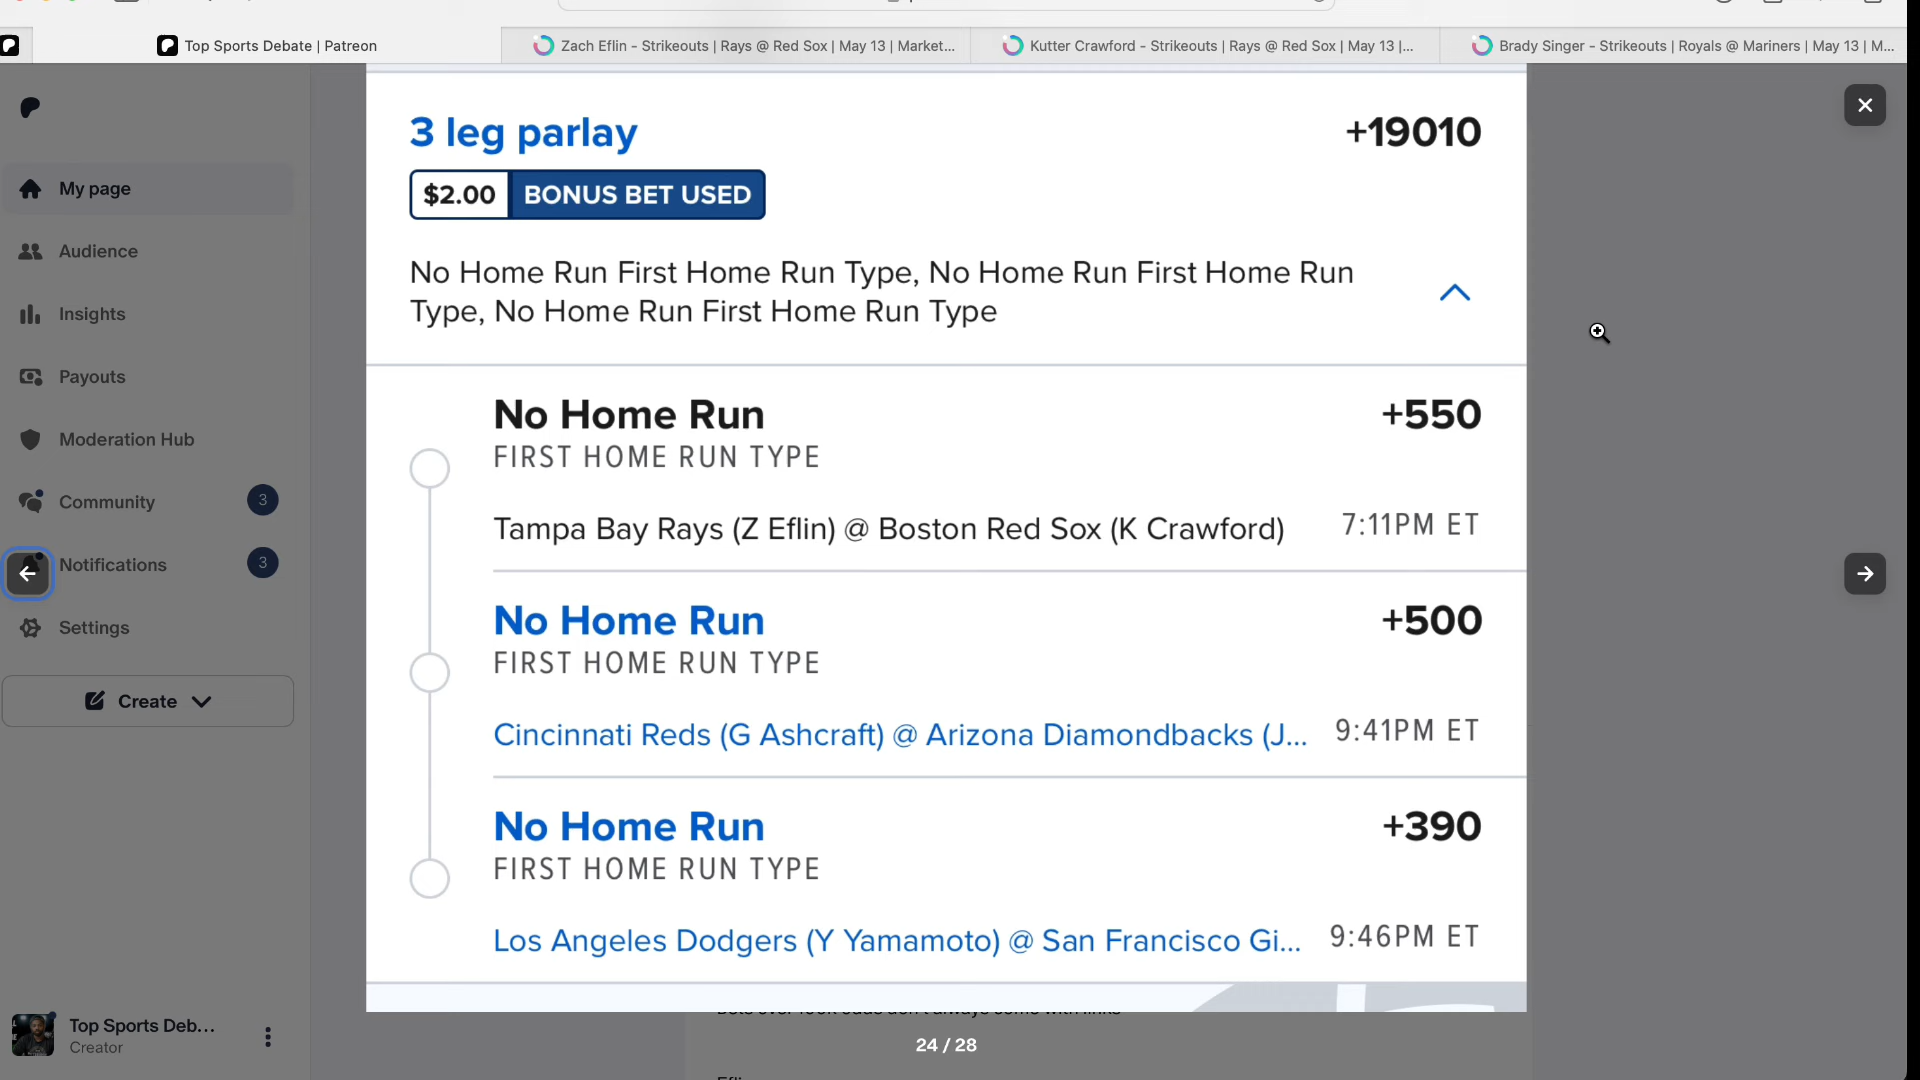 Top Sports Debate | Patreon
Zach Eflin - Strikeouts | Rays @ Red Sox | May 13 | Market...
Kutter Crawford - Strikeouts | Rays @ Red Sox | May 13 |...
Brady Singer - Strikeouts | Royals @ Mariners | May 13 | M...
My page
Audience
Insights
Payouts
Moderation Hub
Community 3
Notifications 3
Settings
Create
Top Sports Deb...
Creator
3 leg parlay +19010
$2.00 BONUS BET USED
No Home Run First Home Run Type, No Home Run First Home Run
Type, No Home Run First Home Run Type
No Home Run +550
FIRST HOME RUN TYPE
Tampa Bay Rays (Z Eflin) @ Boston Red Sox (K Crawford) 7:11PM ET
No Home Run +500
FIRST HOME RUN TYPE
Cincinnati Reds (G Ashcraft) @ Arizona Diamondbacks (J... 9:41PM ET
No Home Run +390
FIRST HOME RUN TYPE
Los Angeles Dodgers (Y Yamamoto) @ San Francisco Gi... 9:46PM ET
24 / 28